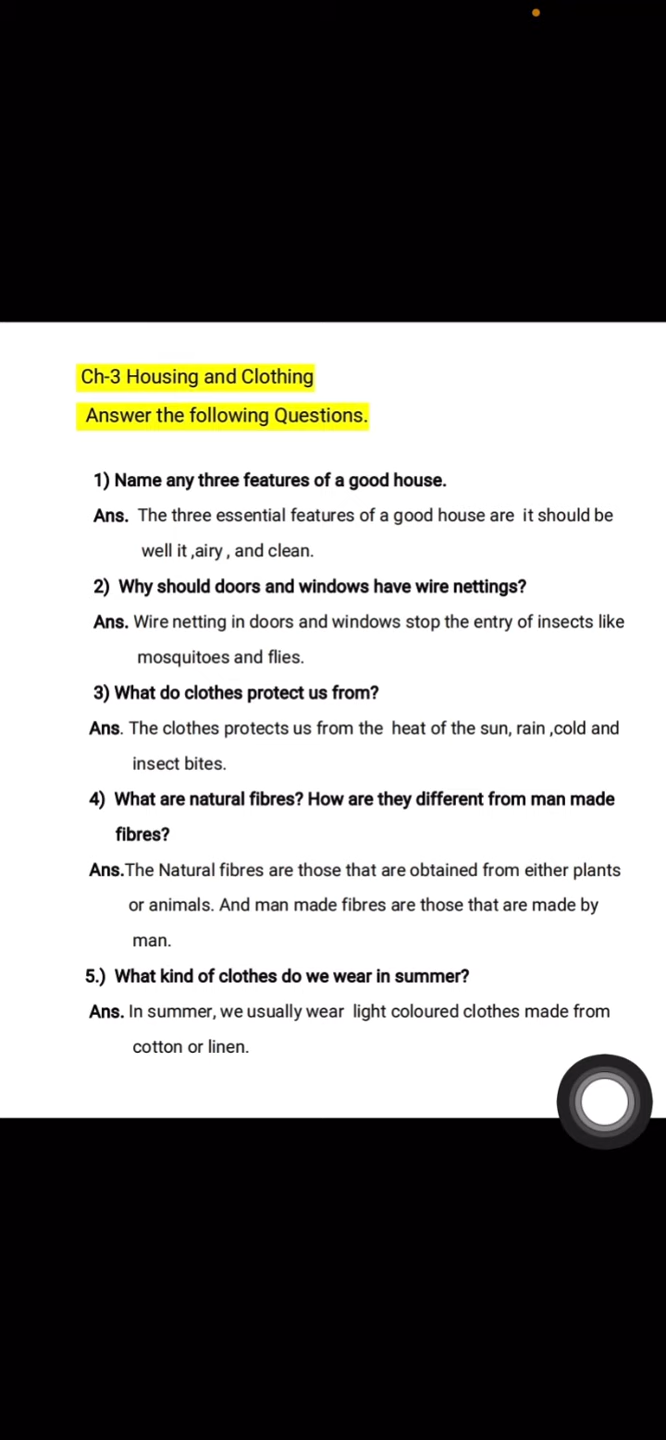 Ch-3 Housing and Clothing
Answer the following Questions.
1) Name any three features of a good house.
Ans. The three essential features of a good house are it should be
well it ,airy , and clean.
2) Why should doors and windows have wire nettings?
Ans. Wire netting in doors and windows stop the entry of insects like
mosquitoes and flies.
3) What do clothes protect us from?
Ans. The clothes protects us from the heat of the sun, rain ,cold and
insect bites.
4) What are natural fibres? How are they different from man made
fibres?
Ans.The Natural fibres are those that are obtained from either plants
or animals. And man made fibres are those that are made by
man.
5.) What kind of clothes do we wear in summer?
Ans. In summer, we usually wear light coloured clothes made from
cotton or linen.